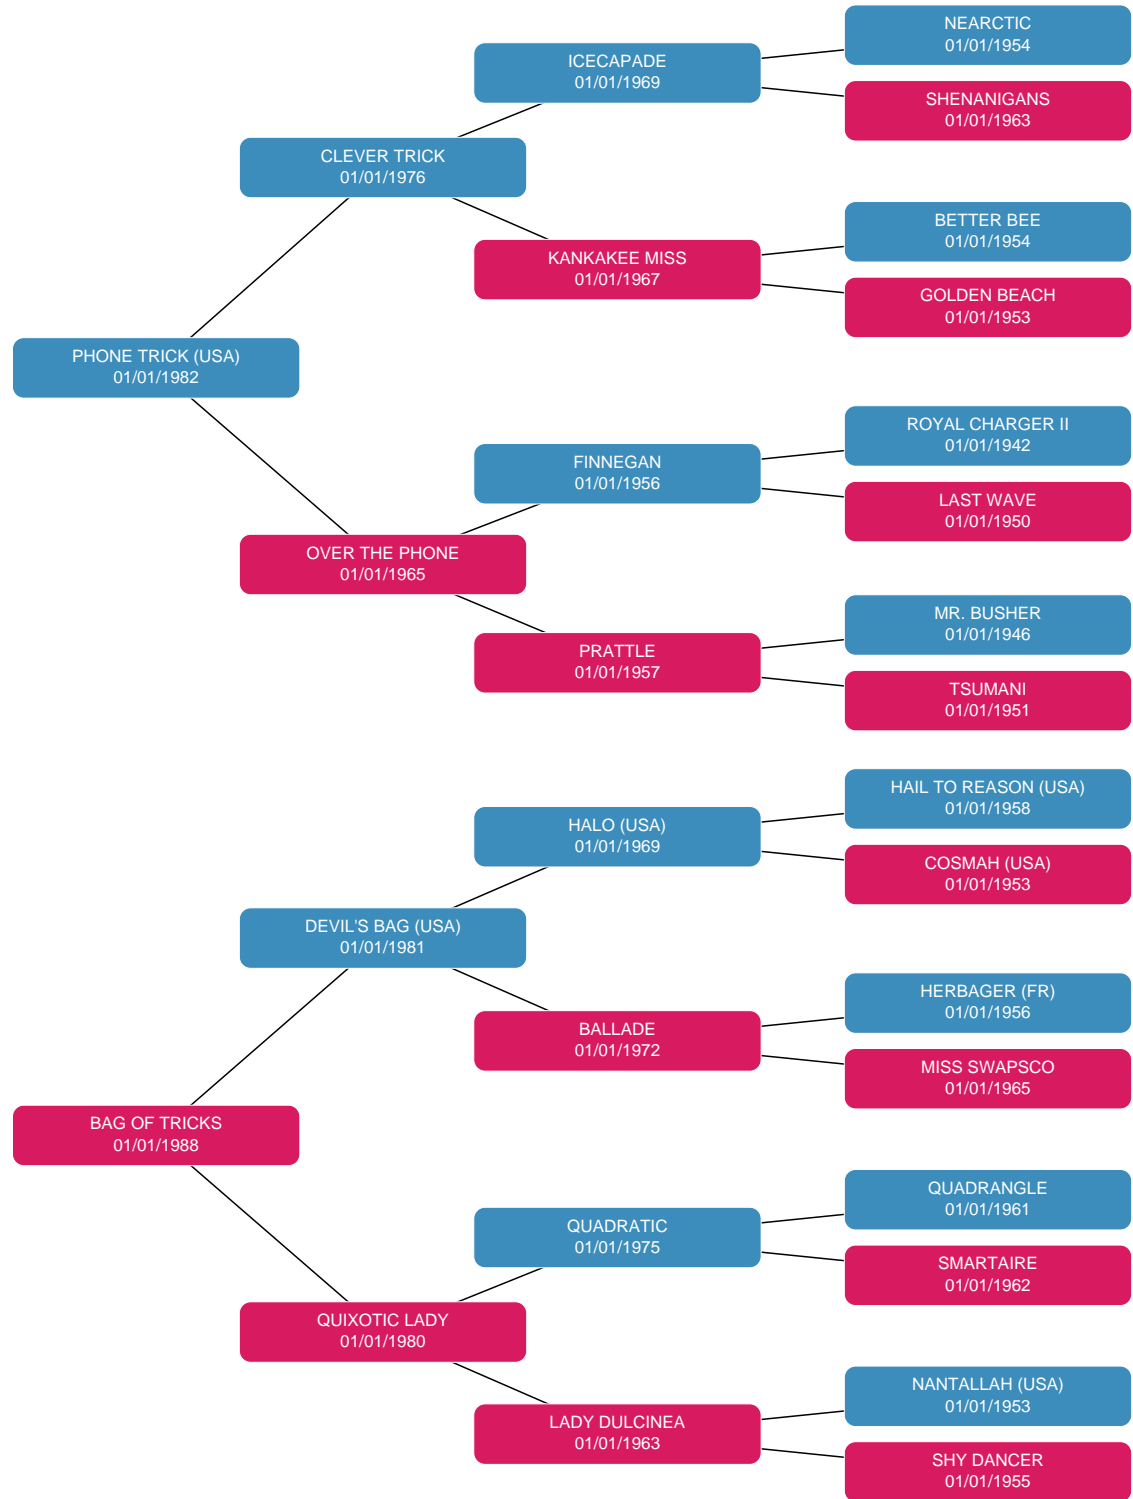 NEARCTIC
01/01/1954
ICECAPADE
01/01/1969
SHENANIGANS
01/01/1963
CLEVER TRICK
01/01/1976
BETTER BEE
01/01/1954
KANKAKEE MISS
01/01/1967
GOLDEN BEACH
01/01/1953
PHONE TRICK (USA)
01/01/1982
ROYAL CHARGER II
01/01/1942
FINNEGAN
01/01/1956
LAST WAVE
01/01/1950
OVER THE PHONE
01/01/1965
MR. BUSHER
01/01/1946
PRATTLE
01/01/1957
TSUMANI
01/01/1951
HAIL TO REASON (USA)
01/01/1958
HALO (USA)
01/01/1969
COSMAH (USA)
01/01/1953
DEVIL'S BAG (USA)
01/01/1981
HERBAGER (FR)
01/01/1956
BALLADE
01/01/1972
MISS SWAPSCO
01/01/1965
BAG OF TRICKS
01/01/1988
QUADRANGLE
01/01/1961
QUADRATIC
01/01/1975
SMARTAIRE
01/01/1962
QUIXOTIC LADY
01/01/1980
NANTALLAH (USA)
01/01/1953
LADY DULCINEA
01/01/1963
SHY DANCER
01/01/1955